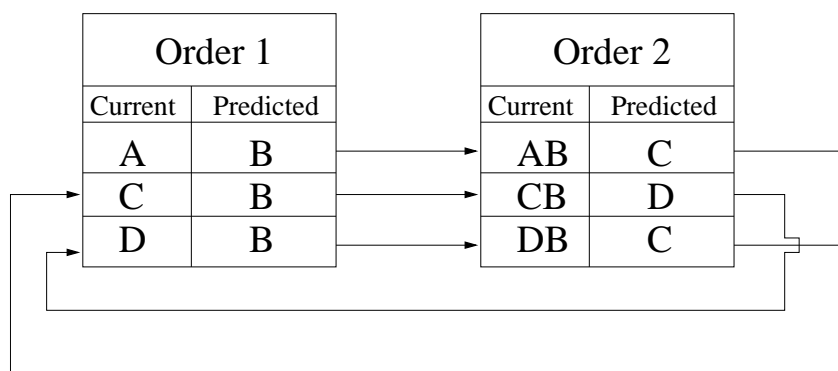 Order 1
Current Predicted
A B
C B
D B
Order 2
Current Predicted
AB C
CB D
DB C